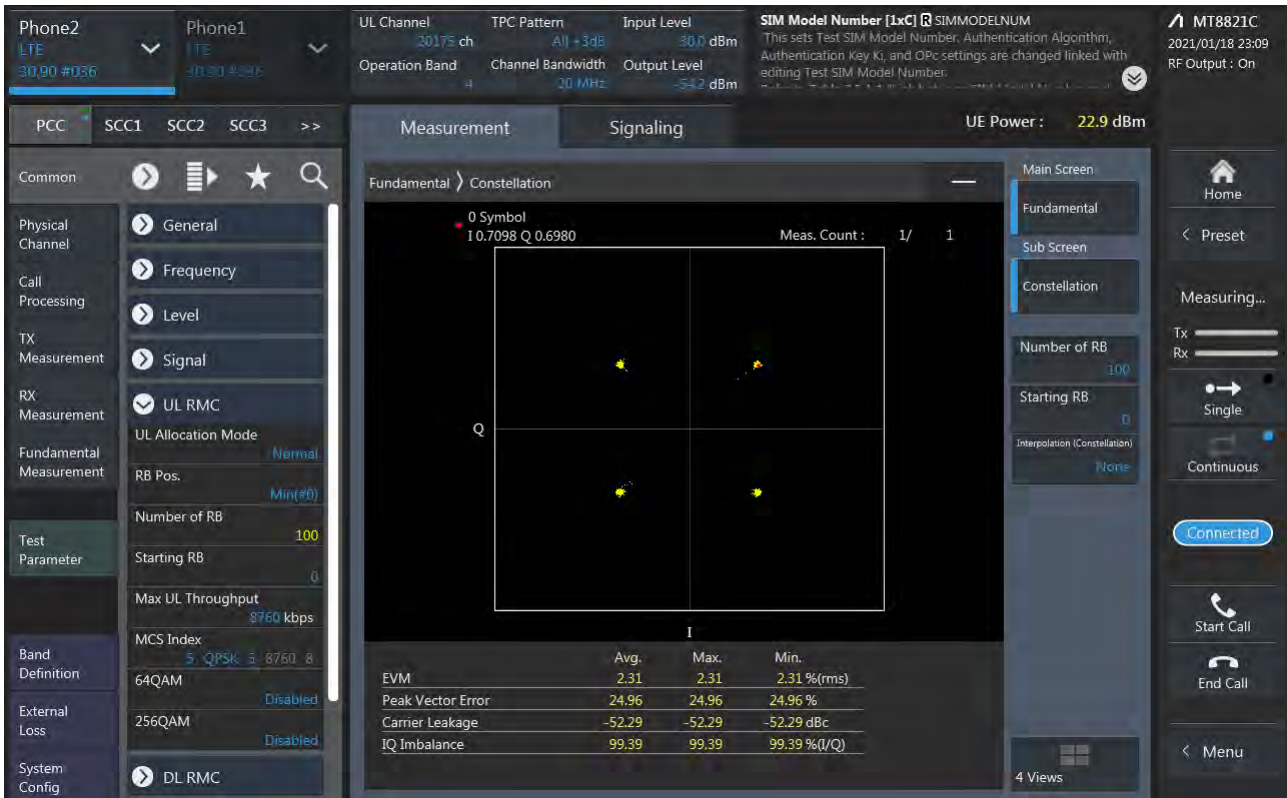 Phone2
LTE
30.90 #036
Phone1
LTE
30.90 #036
UL Channel
20175 ch
Operation Band
4
TPC Pattern
All +3dB
Channel Bandwidth
20 MHz
Input Level
30.0 dBm
Output Level
-54.2 dBm
SIM Model Number [1xC] R SIMMODELNUM
This sets Test SIM Model Number. Authentication Algorithm,
Authentication Key Ki, and OPc settings are changed linked with
editing Test SIM Model Number.
MT8821C
2021/01/18 23:09
RF Output : On
PCC
SCC1
SCC2
SCC3
>>
Measurement
Signaling
UE Power : 22.9 dBm
Common
Physical
Channel
Call
Processing
TX
Measurement
RX
Measurement
Fundamental
Measurement
Test
Parameter
Band
Definition
External
Loss
System
Config
General
Frequency
Level
Signal
UL RMC
UL Allocation Mode
Normal
RB Pos.
Min(#0)
Number of RB
100
Starting RB
0
Max UL Throughput
8760 kbps
MCS Index
5 QPSK 5 8760 8
64QAM
Disabled
256QAM
Disabled
DL RMC
Fundamental 〉 Constellation
0 Symbol
I 0.7098 Q 0.6980
Meas. Count : 1/ 1
Q
I
Avg. Max. Min.
EVM 2.31 2.31 2.31 %(rms)
Peak Vector Error 24.96 24.96 24.96 %
Carrier Leakage -52.29 -52.29 -52.29 dBc
IQ Imbalance 99.39 99.39 99.39 %(I/Q)
Main Screen
Fundamental
Sub Screen
Constellation
Number of RB
100
Starting RB
0
Interpolation (Constellation)
None
4 Views
Home
< Preset
Measuring...
Tx
Rx
Single
Continuous
Connected
Start Call
End Call
< Menu